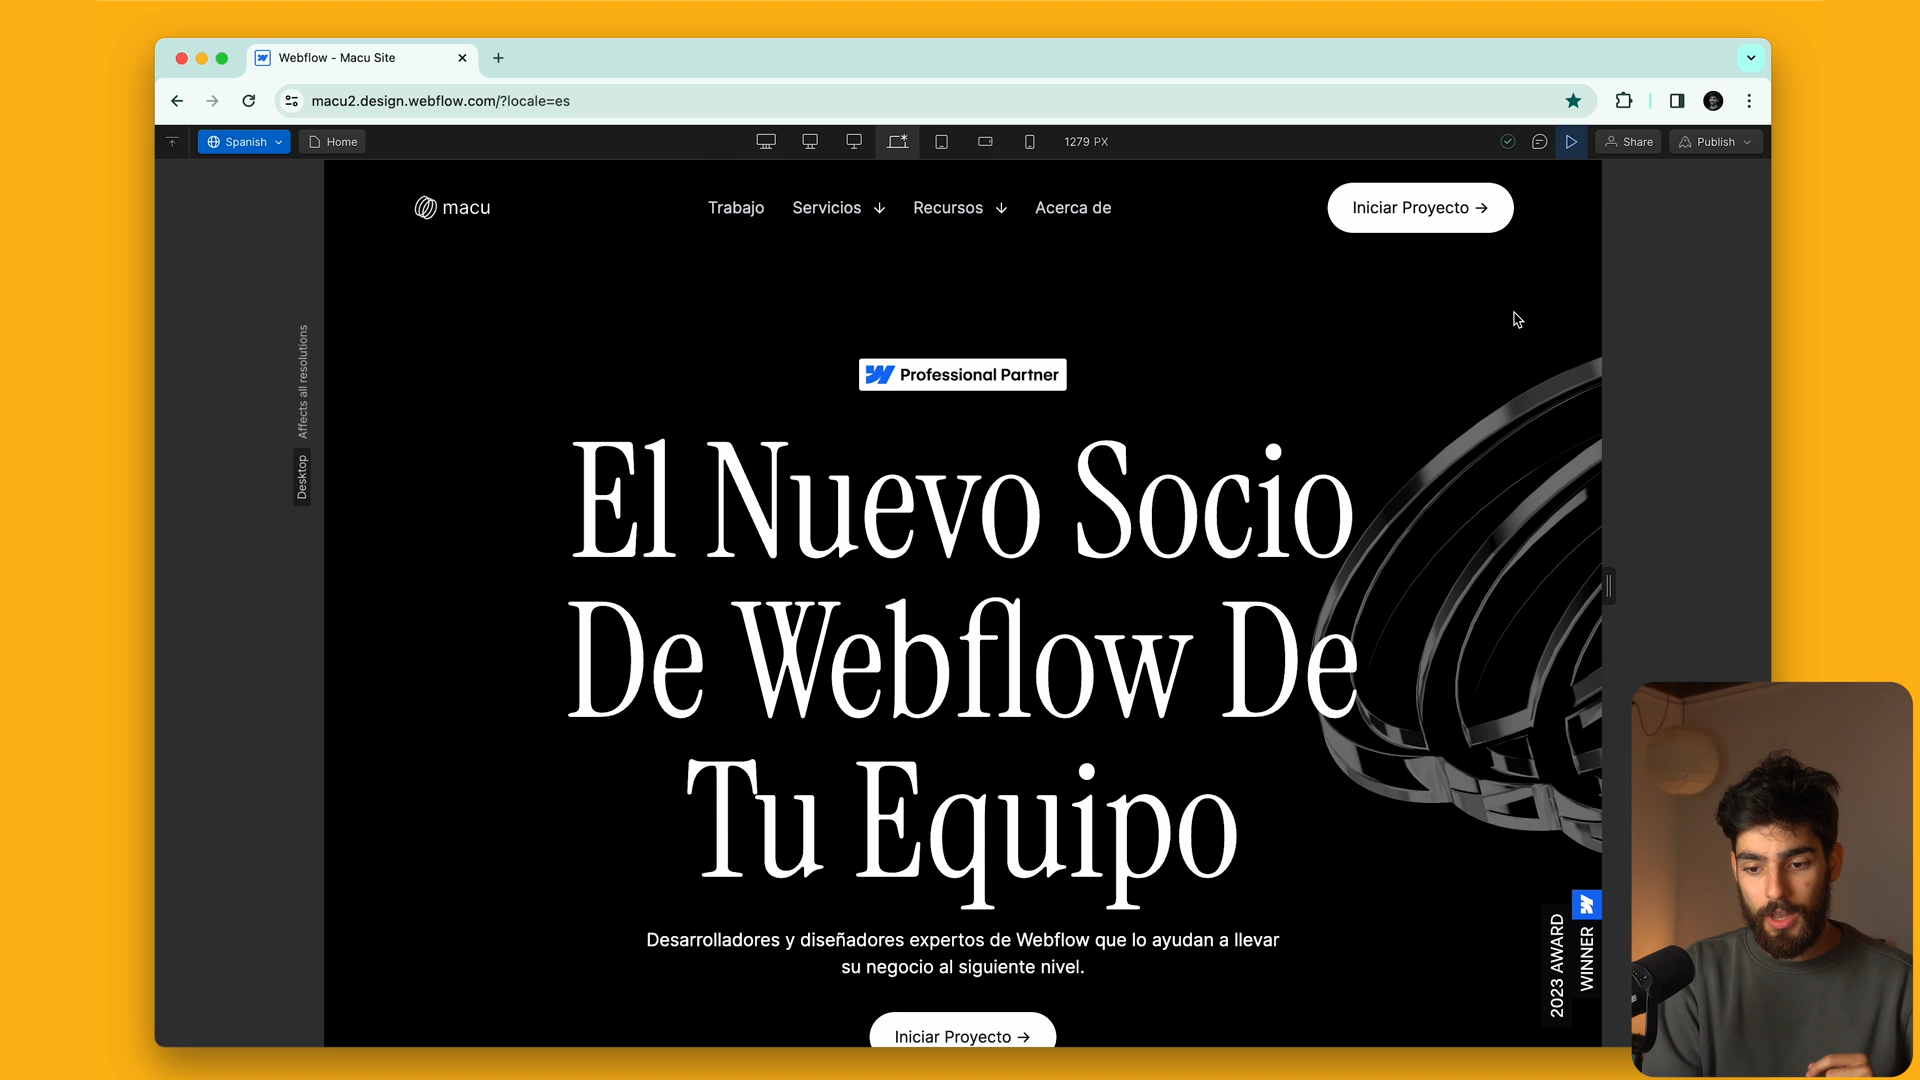 Webflow - Macu Site
macu2.design.webflow.com/?locale=es
Spanish
Home
1279 PX
Share
Publish
macu
Trabajo
Servicios
Recursos
Acerca de
Iniciar Proyecto →
Affects all resolutions
Desktop
Professional Partner
El Nuevo Socio
De Webflow De
Tu Equipo
Desarrolladores y diseñadores expertos de Webflow que lo ayudan a llevar
su negocio al siguiente nivel.
Iniciar Proyecto →
2023 AWARD
WINNER